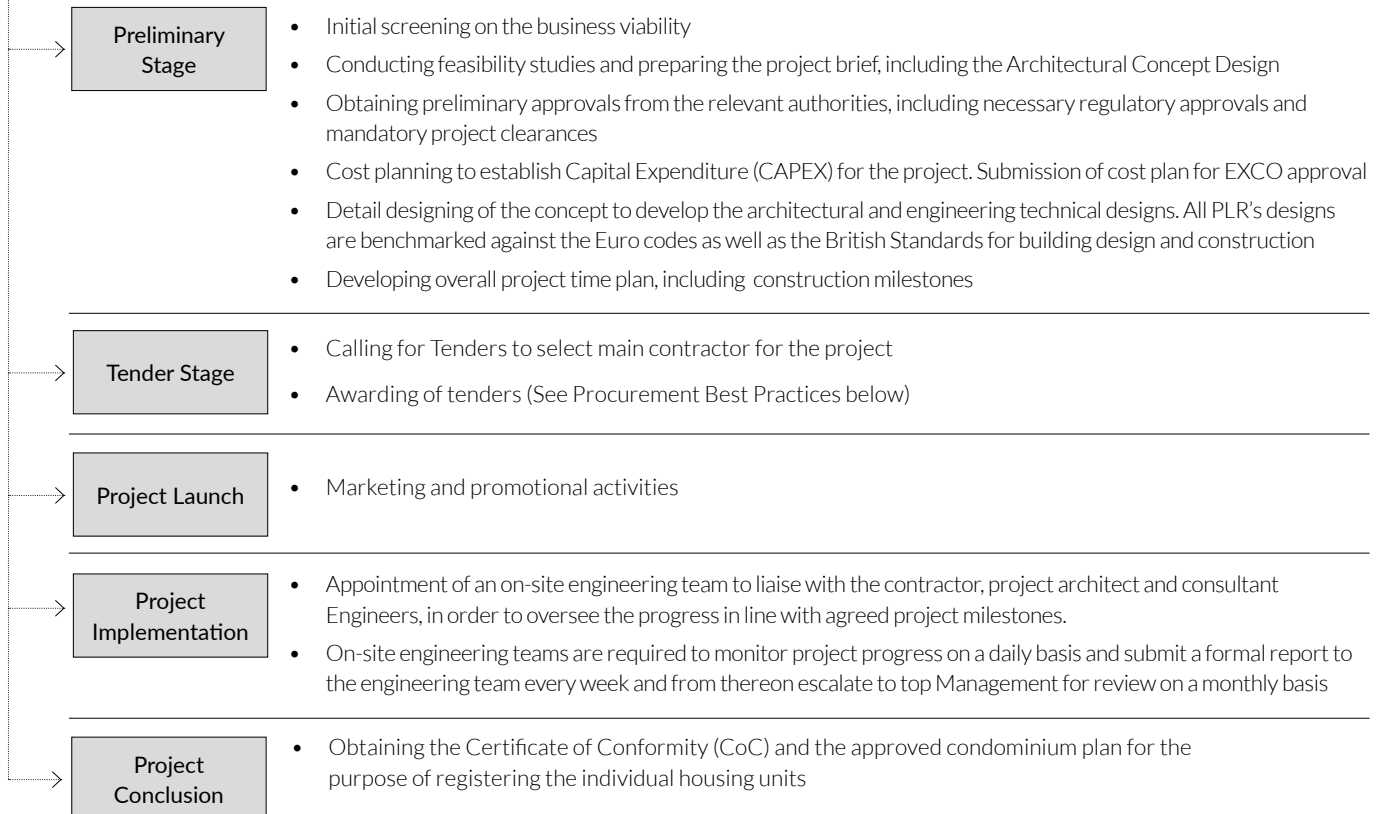 Preliminary
Stage
• Initial screening on the business viability
• Conducting feasibility studies and preparing the project brief, including the Architectural Concept Design
• Obtaining preliminary approvals from the relevant authorities, including necessary regulatory approvals and
mandatory project clearances
• Cost planning to establish Capital Expenditure (CAPEX) for the project. Submission of cost plan for EXCO approval
• Detail designing of the concept to develop the architectural and engineering technical designs. All PLR’s designs
are benchmarked against the Euro codes as well as the British Standards for building design and construction
• Developing overall project time plan, including construction milestones
Tender Stage
• Calling for Tenders to select main contractor for the project
• Awarding of tenders (See Procurement Best Practices below)
Project Launch
• Marketing and promotional activities
Project
Implementation
• Appointment of an on-site engineering team to liaise with the contractor, project architect and consultant
Engineers, in order to oversee the progress in line with agreed project milestones.
• On-site engineering teams are required to monitor project progress on a daily basis and submit a formal report to
the engineering team every week and from thereon escalate to top Management for review on a monthly basis
Project
Conclusion
• Obtaining the Certificate of Conformity (CoC) and the approved condominium plan for the
purpose of registering the individual housing units